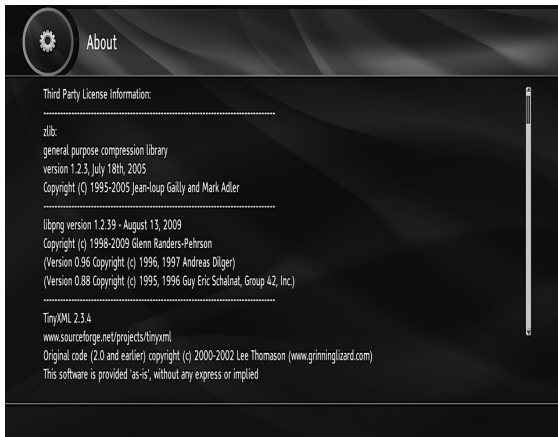 About
Third Party License Information:
--------------------------------------------------------------------------------
zlib:
general purpose compression library
version 1.2.3, July 18th, 2005
Copyright (C) 1995-2005 Jean-loup Gailly and Mark Adler
--------------------------------------------------------------------------------
libpng version 1.2.39 - August 13, 2009
Copyright (c) 1998-2009 Glenn Randers-Pehrson
(Version 0.96 Copyright (c) 1996, 1997 Andreas Dilger)
(Version 0.88 Copyright (c) 1995, 1996 Guy Eric Schalnat, Group 42, Inc.)
--------------------------------------------------------------------------------
TinyXML 2.3.4
www.sourceforge.net/projects/tinyxml
Original code (2.0 and earlier) copyright (c) 2000-2002 Lee Thomason (www.grinninglizard.com)
This software is provided 'as-is', without any express or implied